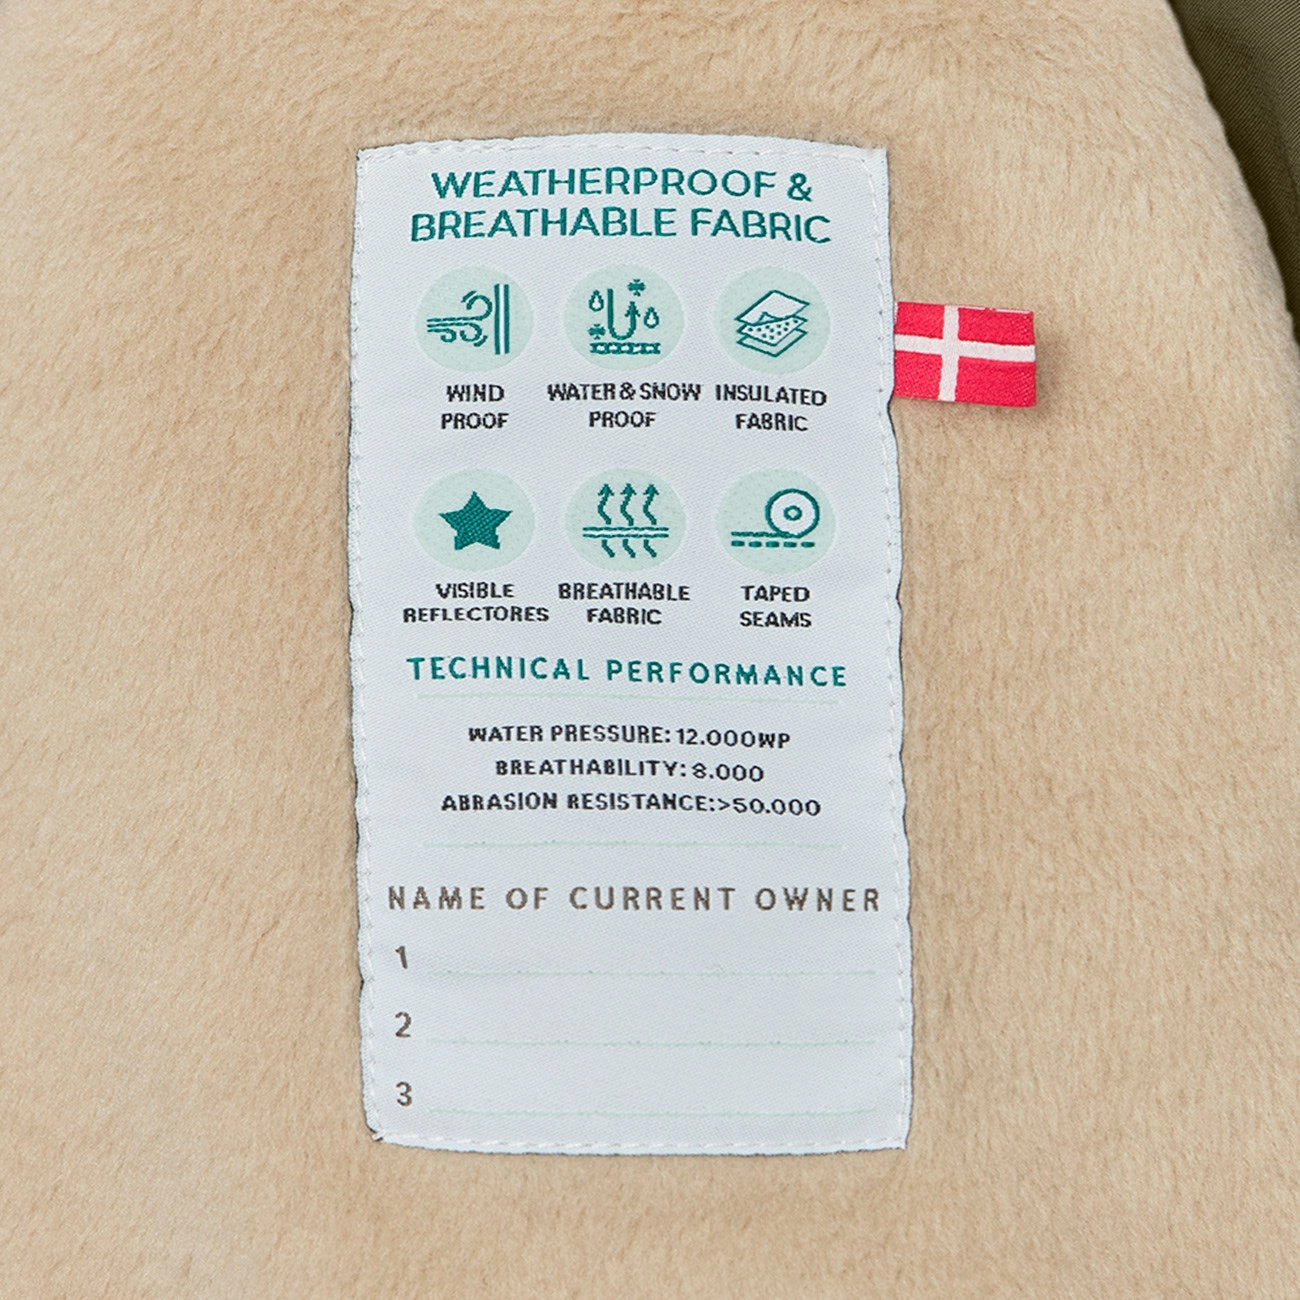 WEATHERPROOF &
BREATHABLE FABRIC
WIND
PROOF
WATER & SNOW
PROOF
INSULATED
FABRIC
VISIBLE
REFLECTORES
BREATHABLE
FABRIC
TAPED
SEAMS
TECHNICAL PERFORMANCE
WATER PRESSURE: 12.000WP
BREATHABILITY: 8.000
ABRASION RESISTANCE:>50.000
NAME OF CURRENT OWNER
1
2
3